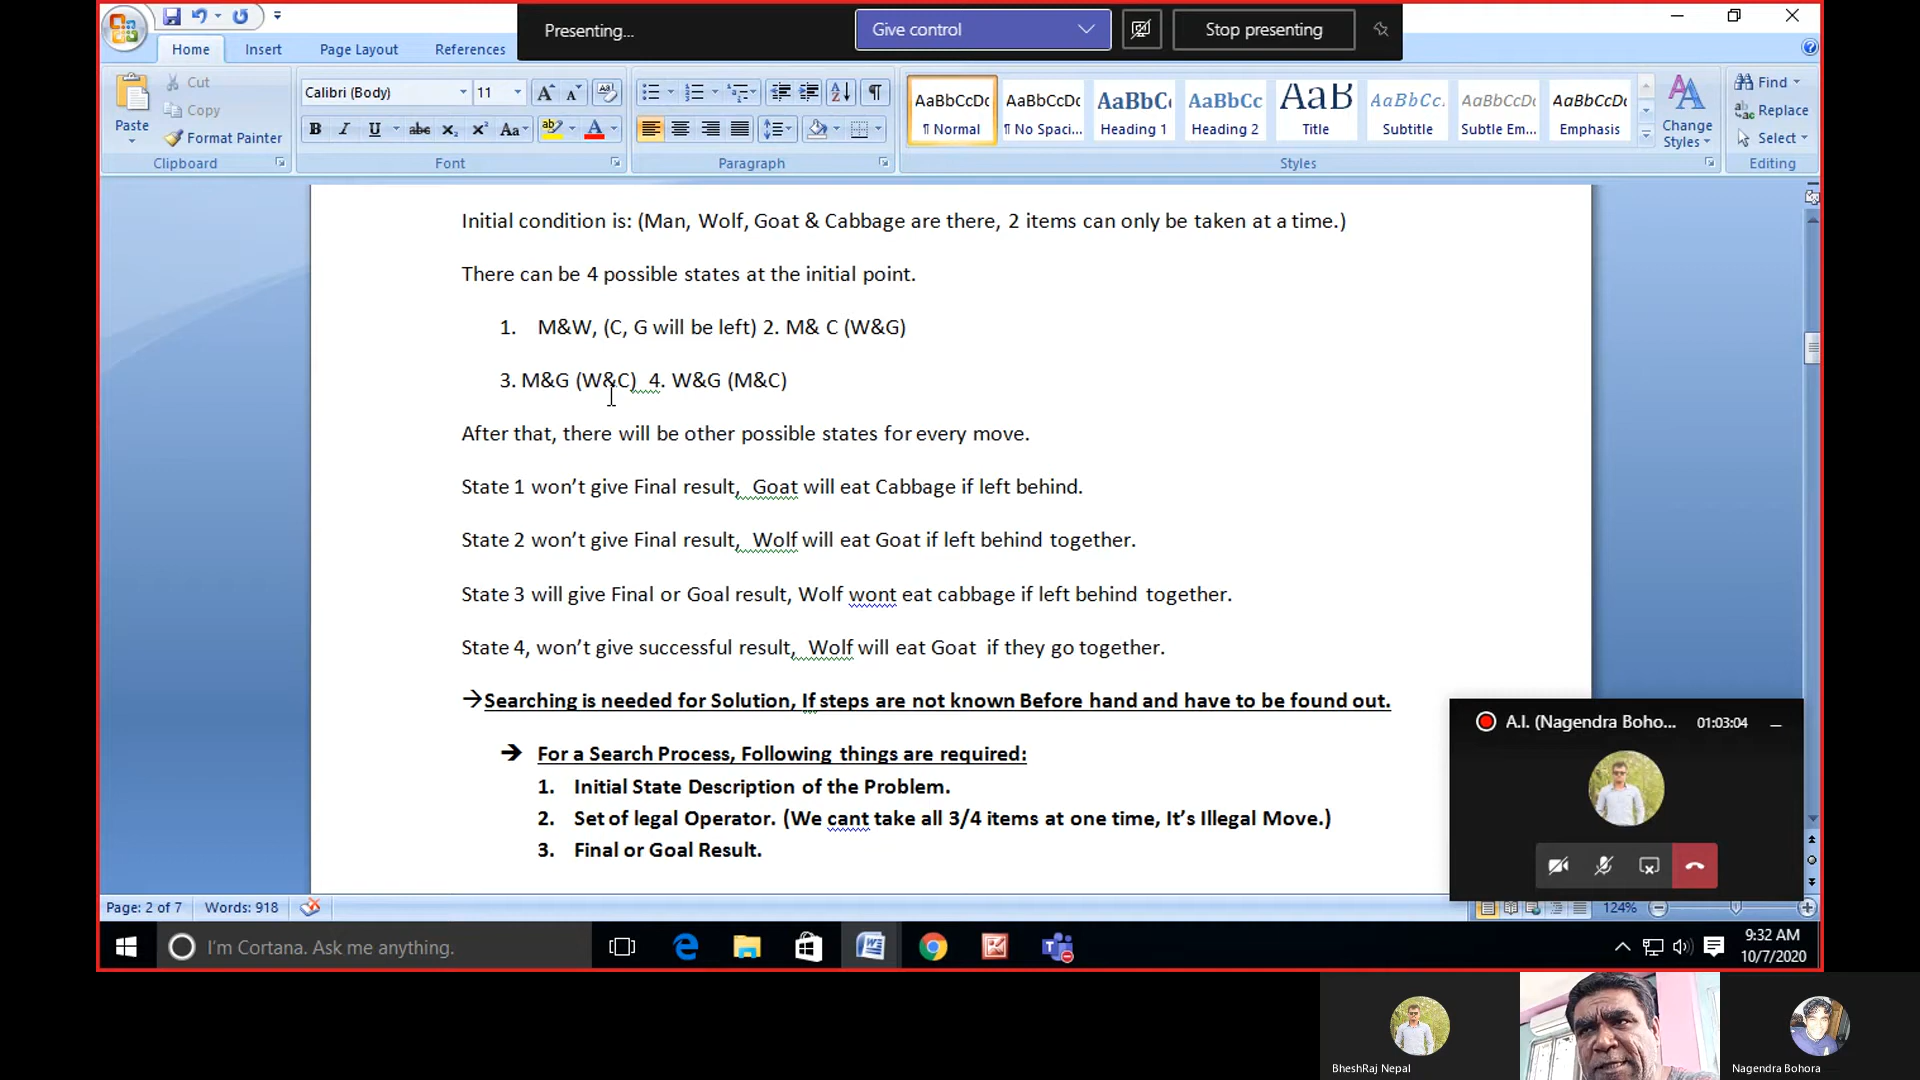 Presenting...
Give control
Stop presenting
Home
Insert
Page Layout
References
Paste
Cut
Copy
Format Painter
Clipboard
Calibri (Body)
11
Font
Paragraph
AaBbCcDc
¶ Normal
AaBbCcDc
¶ No Spaci...
AaBbC
Heading 1
AaBbCc
Heading 2
AaB
Title
AaBbCc.
Subtitle
AaBbCcDc
Subtle Em...
AaBbCcDc
Emphasis
Change
Styles
Styles
Find
Replace
Select
Editing
Initial condition is: (Man, Wolf, Goat & Cabbage are there, 2 items can only be taken at a time.)
There can be 4 possible states at the initial point.
1. M&W, (C, G will be left) 2. M& C (W&G)
3. M&G (W&C) 4. W&G (M&C)
After that, there will be other possible states for every move.
State 1 won’t give Final result, Goat will eat Cabbage if left behind.
State 2 won’t give Final result, Wolf will eat Goat if left behind together.
State 3 will give Final or Goal result, Wolf wont eat cabbage if left behind together.
State 4, won’t give successful result, Wolf will eat Goat if they go together.
→Searching is needed for Solution, If steps are not known Before hand and have to be found out.
➔ For a Search Process, Following things are required:
1. Initial State Description of the Problem.
2. Set of legal Operator. (We cant take all 3/4 items at one time, It’s Illegal Move.)
3. Final or Goal Result.
A.I. (Nagendra Boho...
01:03:04
Page: 2 of 7
Words: 918
124%
I'm Cortana. Ask me anything.
9:32 AM
10/7/2020
BheshRaj Nepal
Nagendra Bohora